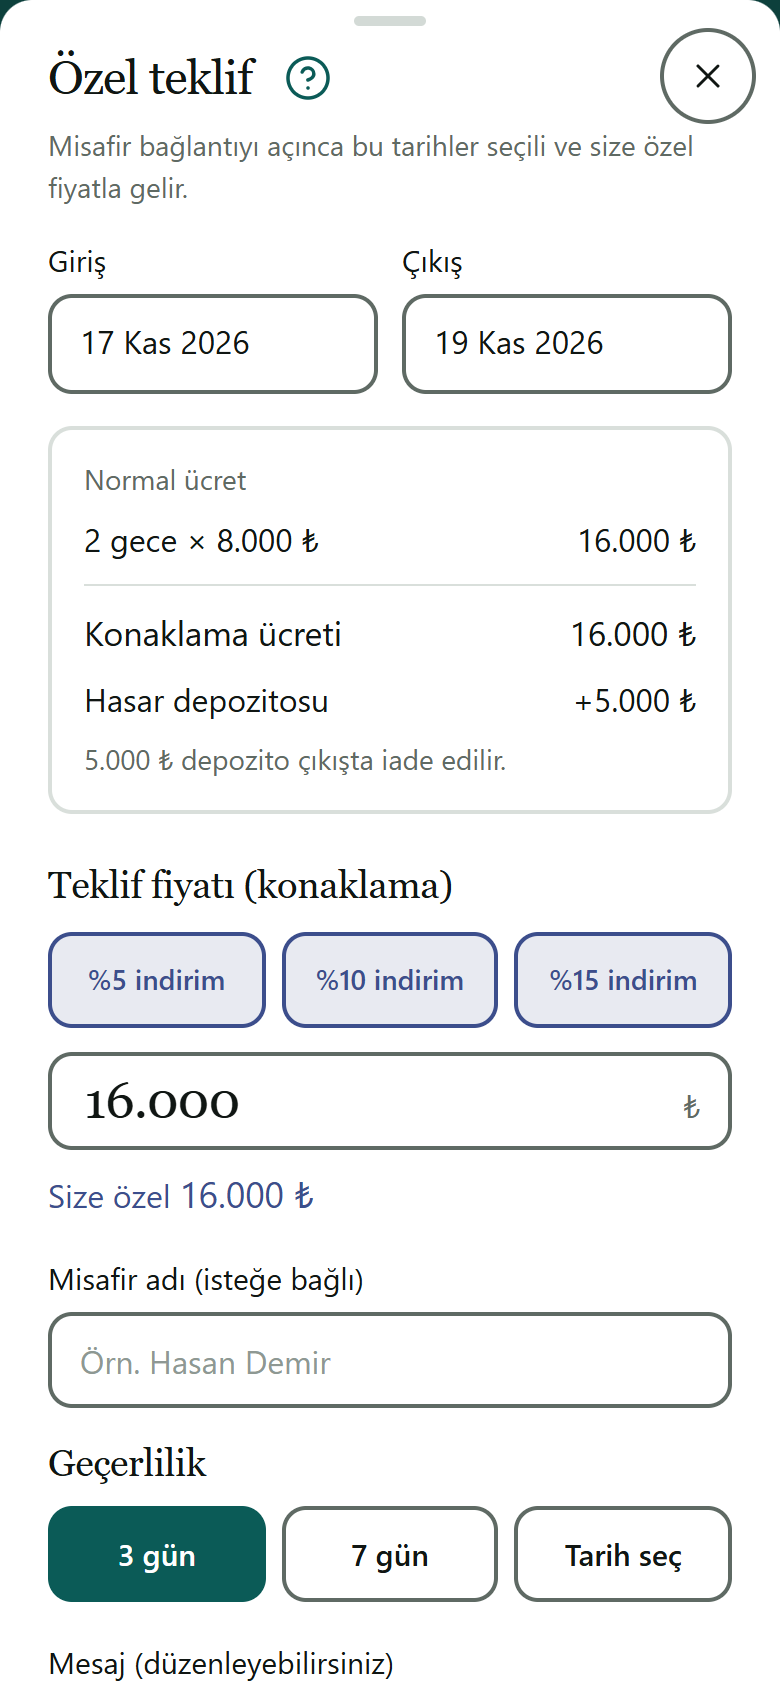 Özel teklif
Misafir bağlantıyı açınca bu tarihler seçili ve size özel
fiyatla gelir.
Giriş Çıkış
17 Kas 2026 19 Kas 2026
Normal ücret
2 gece × 8.000 ₺ 16.000 ₺
Konaklama ücreti 16.000 ₺
Hasar depozitosu +5.000 ₺
5.000 ₺ depozito çıkışta iade edilir.
Teklif fiyatı (konaklama)
%5 indirim %10 indirim %15 indirim
16.000 ₺
Size özel 16.000 ₺
Misafir adı (isteğe bağlı)
Örn. Hasan Demir
Geçerlilik
3 gün 7 gün Tarih seç
Mesaj (düzenleyebilirsiniz)